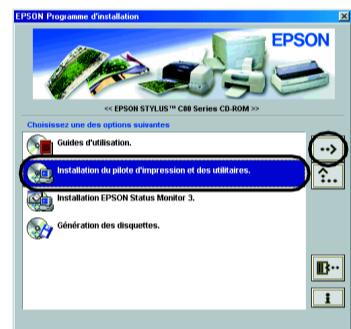 EPSON Programme d'installation
EPSON
<< EPSON STYLUS™ C80 Series CD-ROM >>
Choisissez une des options suivantes
Guides d'utilisation.
Installation du pilote d'impression et des utilitaires.
Installation EPSON Status Monitor 3.
Génération des disquettes.